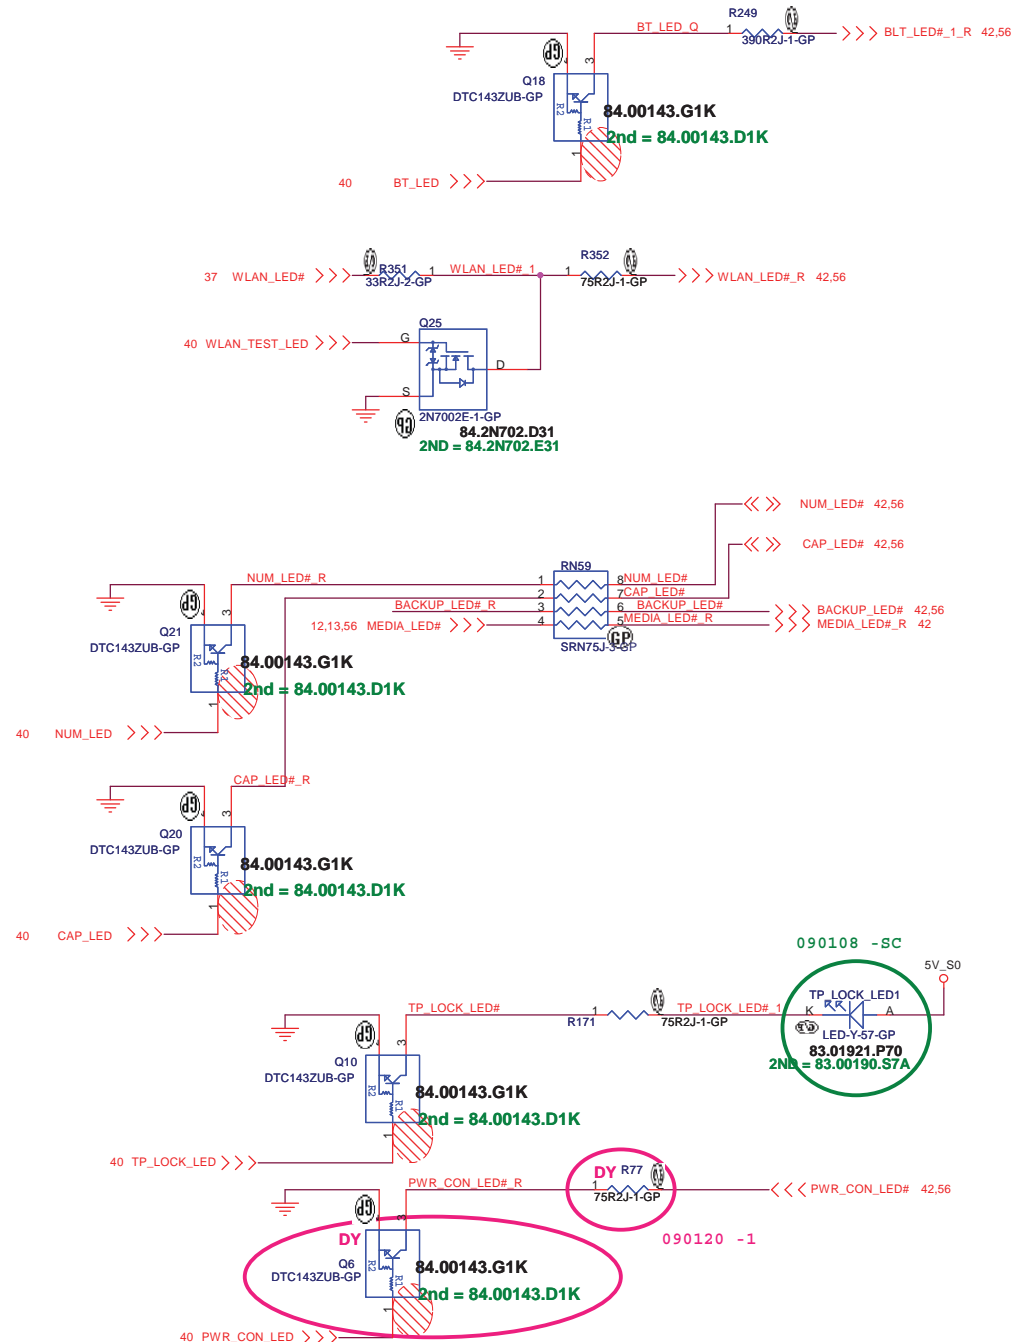 R249
BT_LED_Q
1
390R2J-1-GP
BLT_LED#_1_R 42,56
GP
3
Q18
DTC143ZUB-GP
R2
R1
84.00143.G1K
2nd = 84.00143.D1K
1
40 BT_LED
R351
1
WLAN_LED#_1
33R2J-2-GP
37 WLAN_LED#
R352
1
75R2J-1-GP
WLAN_LED#_R 42,56
Q25
40 WLAN_TEST_LED
G
D
S
2N7002E-1-GP
GP
84.2N702.D31
2ND = 84.2N702.E31
NUM_LED# 42,56
CAP_LED# 42,56
RN59
NUM_LED#_R
1
8
NUM_LED#
2
7
CAP_LED#
BACKUP_LED#_R
3
6
BACKUP_LED#
BACKUP_LED# 42,56
12,13,56 MEDIA_LED#
4
5
MEDIA_LED#_R
MEDIA_LED#_R 42
SRN75J-3-GP
GP
GP
3
Q21
DTC143ZUB-GP
R2
R1
84.00143.G1K
2nd = 84.00143.D1K
1
40 NUM_LED
CAP_LED#_R
GP
3
Q20
DTC143ZUB-GP
R2
R1
84.00143.G1K
2nd = 84.00143.D1K
1
40 CAP_LED
090108 -SC
5V_S0
TP_LOCK_LED#
1
R171
75R2J-1-GP
TP_LOCK_LED#_1
TP_LOCK_LED1
K
A
LED-Y-57-GP
83.01921.P70
2ND = 83.00190.S7A
GP
3
Q10
DTC143ZUB-GP
R2
R1
84.00143.G1K
2nd = 84.00143.D1K
1
40 TP_LOCK_LED
PWR_CON_LED#_R
DY R77
1
75R2J-1-GP
PWR_CON_LED# 42,56
090120 -1
GP
3
DY
Q6
DTC143ZUB-GP
R2
R1
84.00143.G1K
2nd = 84.00143.D1K
1
40 PWR_CON_LED